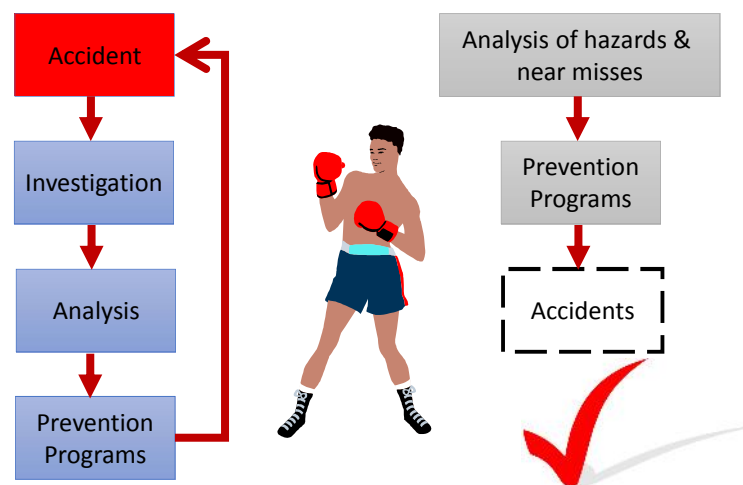 Accident
Investigation
Analysis
Prevention
Programs
Analysis of hazards &
near misses
Prevention
Programs
Accidents